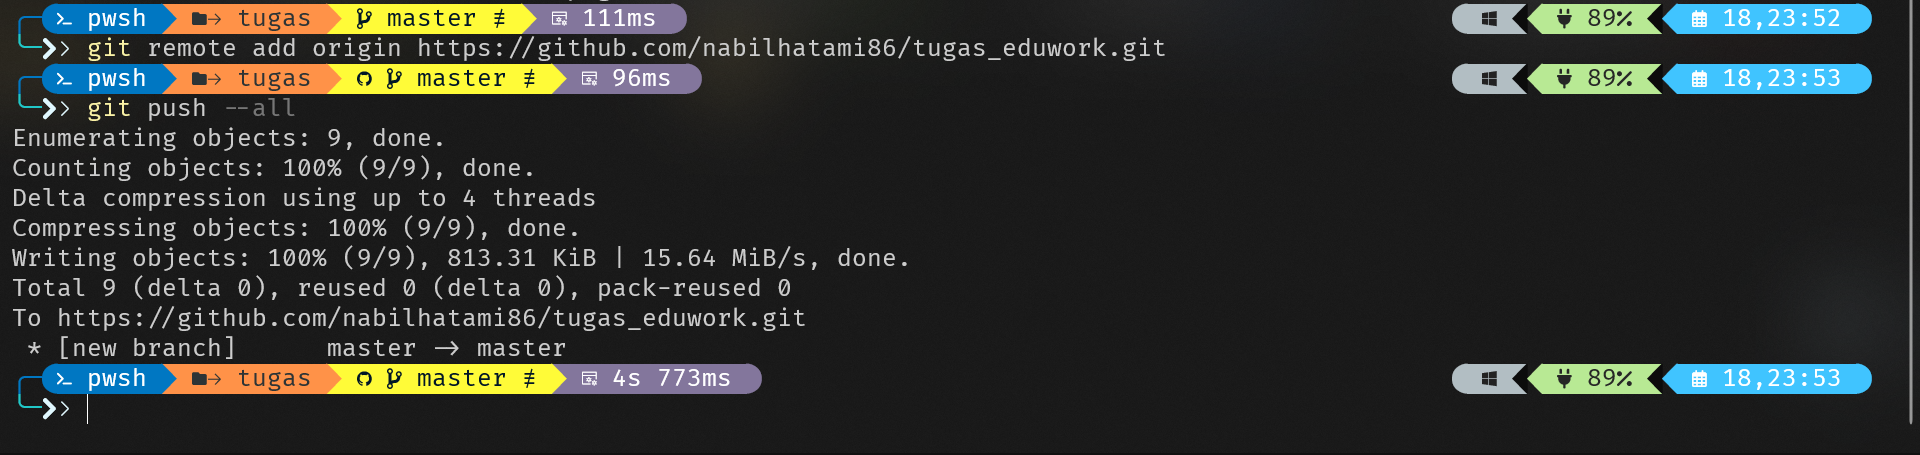 pwsh tugas master ≢ 111ms 89% 18,23:52
git remote add origin https://github.com/nabilhatami86/tugas_eduwork.git
pwsh tugas master ≢ 96ms 89% 18,23:53
git push --all
Enumerating objects: 9, done.
Counting objects: 100% (9/9), done.
Delta compression using up to 4 threads
Compressing objects: 100% (9/9), done.
Writing objects: 100% (9/9), 813.31 KiB | 15.64 MiB/s, done.
Total 9 (delta 0), reused 0 (delta 0), pack-reused 0
To https://github.com/nabilhatami86/tugas_eduwork.git
* [new branch] master -> master
pwsh tugas master ≢ 4s 773ms 89% 18,23:53